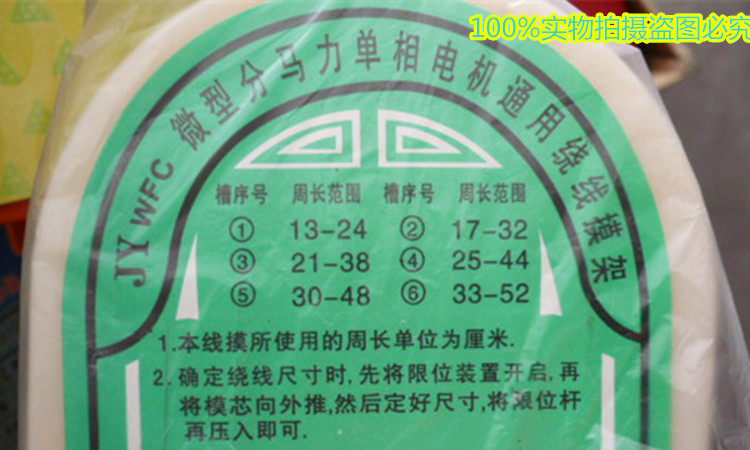 100%实物拍摄盗图必究
JY WFC 微型分马力单相电机通用绕线模架
槽序号 周长范围 槽序号 周长范围
① 13-24 ② 17-32
③ 21-38 ④ 25-44
⑤ 30-48 ⑥ 33-52
1.本线摸所使用的周长单位为厘米.
2.确定绕线尺寸时,先将限位装置开启,再
将模芯向外推,然后定好尺寸,将限位杆
再压入即可.